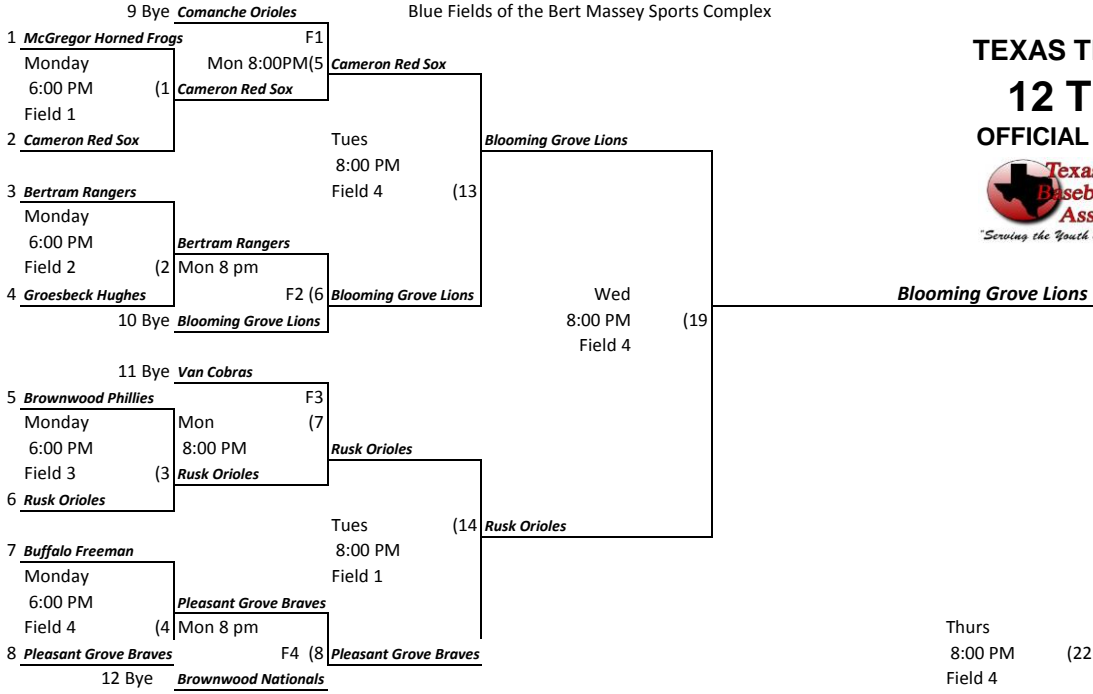 9 Bye Comanche Orioles Blue Fields of the Bert Massey Sports Complex
1 McGregor Horned Frogs F1
Monday Mon 8:00PM(5 Cameron Red Sox
6:00 PM (1 Cameron Red Sox
Field 1
2 Cameron Red Sox Tues Blooming Grove Lions
8:00 PM
3 Bertram Rangers Field 4 (13
Monday
6:00 PM Bertram Rangers
Field 2 (2 Mon 8 pm
4 Groesbeck Hughes F2 (6 Blooming Grove Lions Wed Blooming Grove Lions
10 Bye Blooming Grove Lions 8:00 PM (19
Field 4
11 Bye Van Cobras
5 Brownwood Phillies F3
Monday Mon (7
6:00 PM 8:00 PM Rusk Orioles
Field 3 (3 Rusk Orioles
6 Rusk Orioles
Tues (14 Rusk Orioles
7 Buffalo Freeman 8:00 PM
Monday Field 1
6:00 PM Pleasant Grove Braves
Field 4 (4 Mon 8 pm Thurs
8 Pleasant Grove Braves F4 (8 Pleasant Grove Braves 8:00 PM (22
12 Bye Brownwood Nationals Field 4
TEXAS
12
OFFICIAL
"Serving the Youth